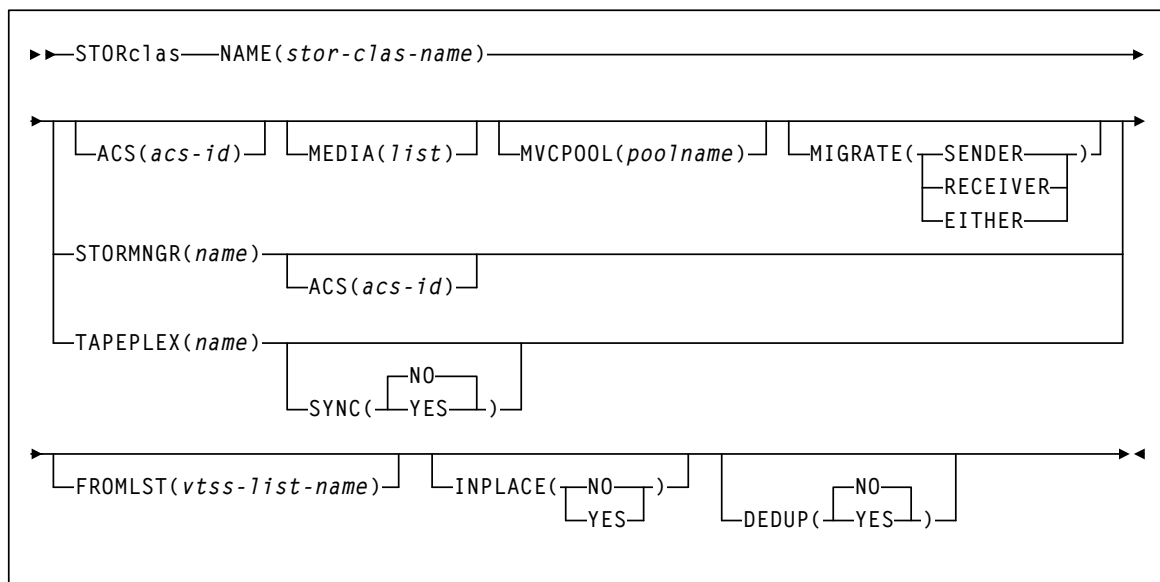 STORclas NAME(stor-clas-name)
ACS(acs-id) MEDIA(list) MVCPOOL(poolname) MIGRATE( SENDER )
RECEIVER
EITHER
STORMNGR(name)
ACS(acs-id)
TAPEPLEX(name)
NO
SYNC( YES )
FROMLST(vtss-list-name) INPLACE( NO ) NO
YES DEDUP( YES )